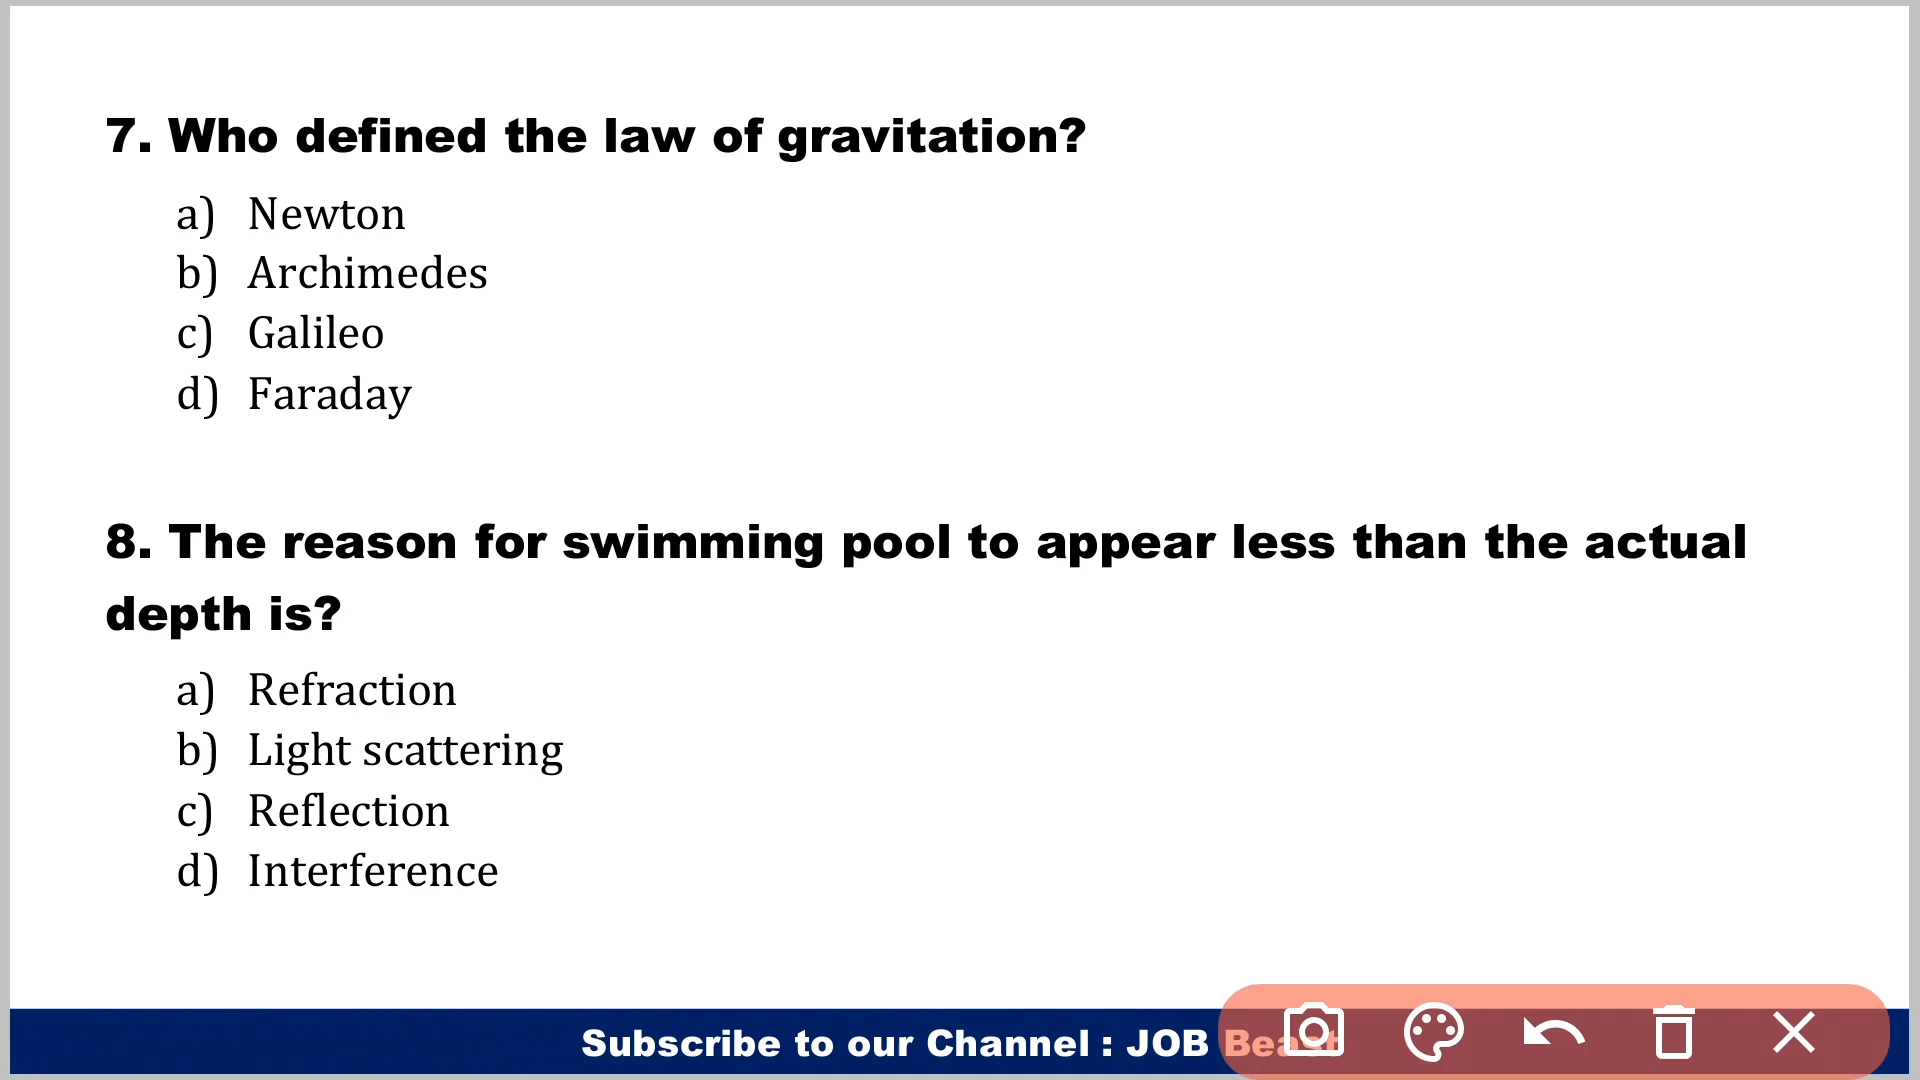 7. Who defined the law of gravitation?
a) Newton
b) Archimedes
c) Galileo
d) Faraday
8. The reason for swimming pool to appear less than the actual
depth is?
a) Refraction
b) Light scattering
c) Reflection
d) Interference
Subscribe to our Channel : JOB Beast